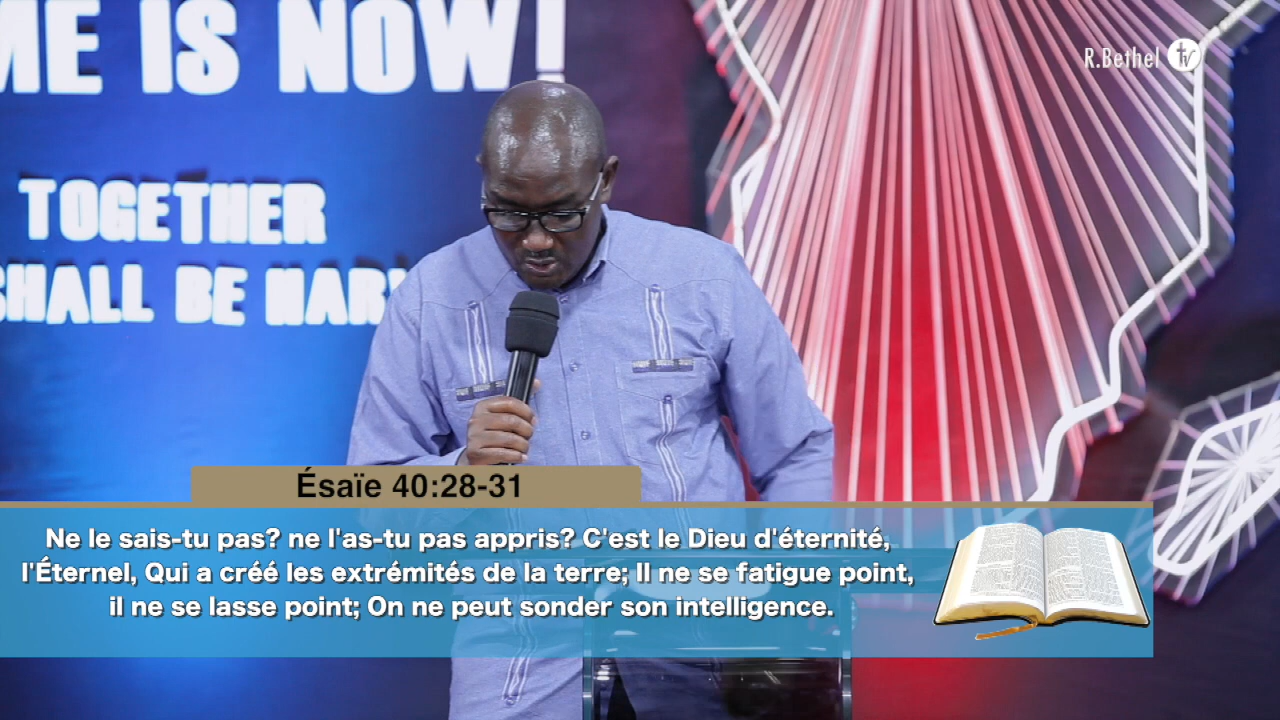 ME IS NOW!
R.Bethel tv
TOGETHER
SHALL BE
Ésaïe 40:28-31
Ne le sais-tu pas? ne l'as-tu pas appris? C'est le Dieu d'éternité,
l'Éternel, Qui a créé les extrémités de la terre; Il ne se fatigue point,
il ne se lasse point; On ne peut sonder son intelligence.